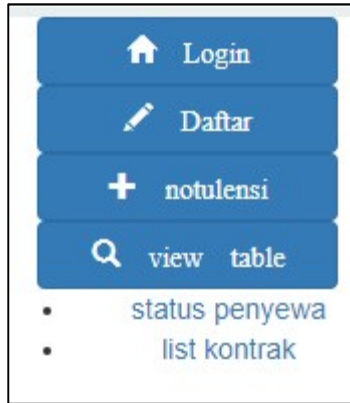 Login
Daftar
notulensi
view table
status penyewa
list kontrak